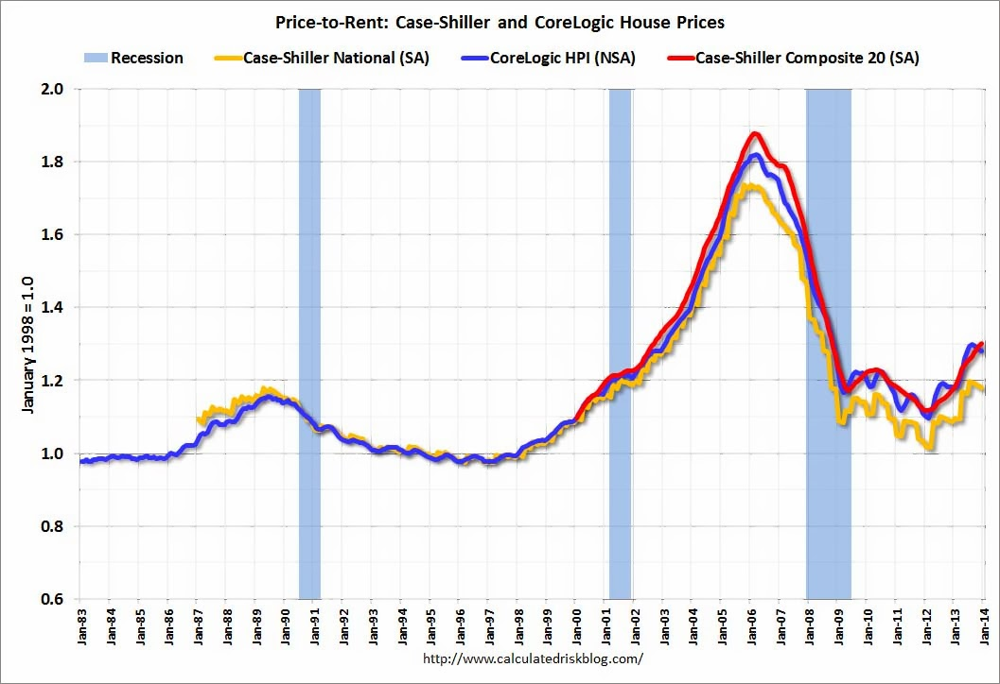 Price-to-Rent: Case-Shiller and CoreLogic House Prices
Recession Case-Shiller National (SA) CoreLogic HPI (NSA) Case-Shiller Composite 20 (SA)
January 1998 = 1.0
2.0
1.8
1.6
1.4
1.2
1.0
0.8
0.6
Jan-83 Jan-84 Jan-85 Jan-86 Jan-87 Jan-88 Jan-89 Jan-90 Jan-91 Jan-92 Jan-93 Jan-94 Jan-95 Jan-96 Jan-97 Jan-98 Jan-99 Jan-00 Jan-01 Jan-02 Jan-03 Jan-04 Jan-05 Jan-06 Jan-07 Jan-08 Jan-09 Jan-10 Jan-11 Jan-12 Jan-13 Jan-14
http://www.calculatedriskblog.com/